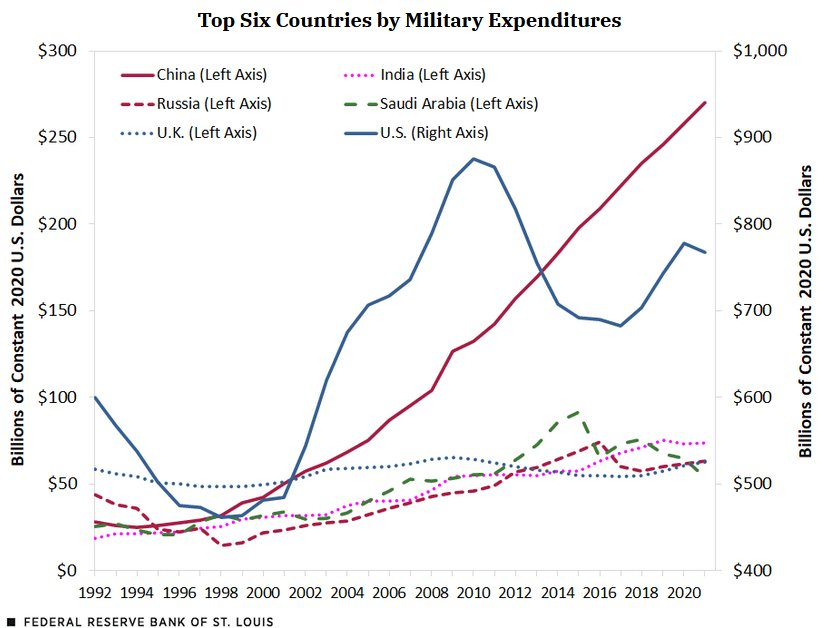 Top Six Countries by Military Expenditures
$300
$250
$200
$150
$100
$50
$0
Billions of Constant 2020 U.S. Dollars
China (Left Axis)
India (Left Axis)
Russia (Left Axis)
Saudi Arabia (Left Axis)
U.K. (Left Axis)
U.S. (Right Axis)
$1,000
$900
$800
$700
$600
$500
$400
Billions of Constant 2020 U.S. Dollars
1992 1994 1996 1998 2000 2002 2004 2006 2008 2010 2012 2014 2016 2018 2020
FEDERAL RESERVE BANK OF ST. LOUIS